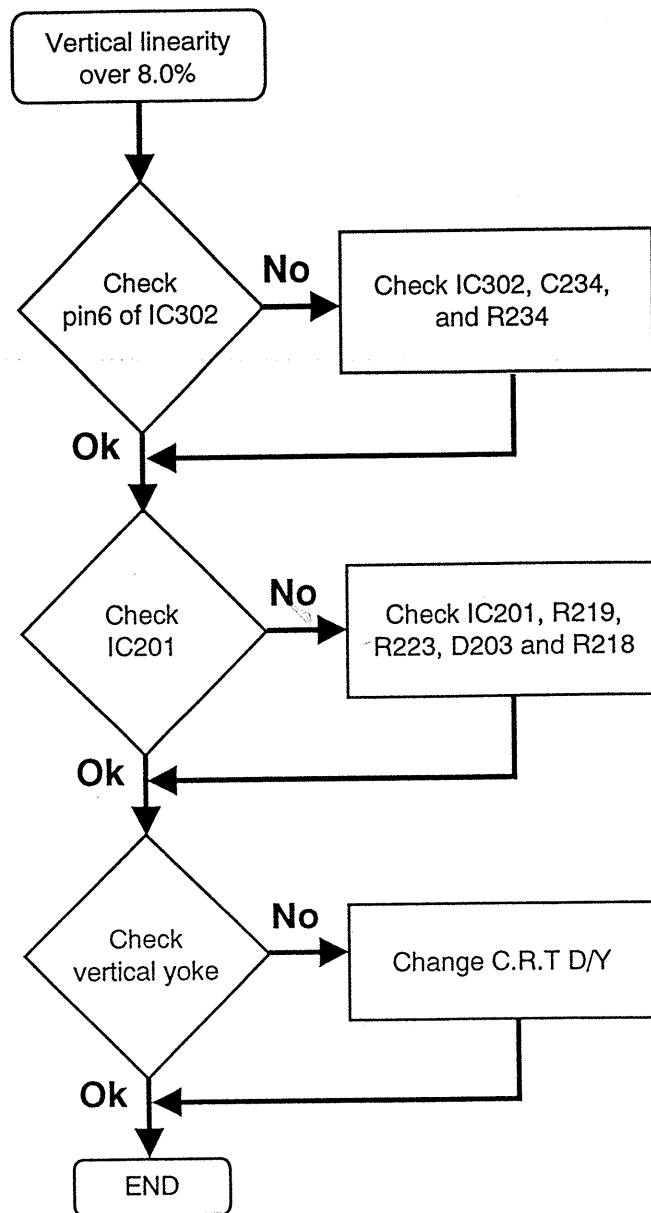 Vertical linearity
over 8.0%
Check
pin6 of IC302
No
Check IC302, C234,
and R234
Ok
Check
IC201
No
Check IC201, R219,
R223, D203 and R218
Ok
Check
vertical yoke
No
Change C.R.T D/Y
Ok
END